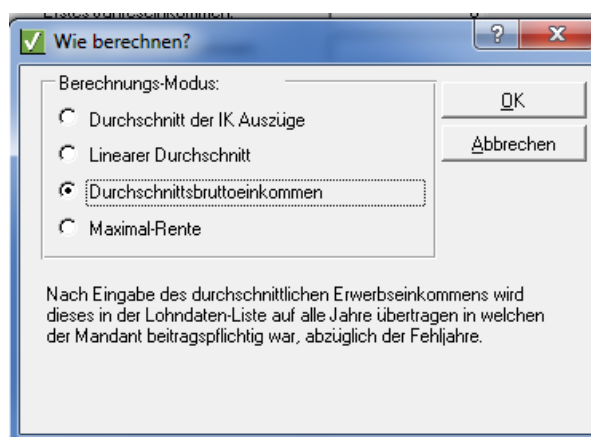 Erstes Jahreseinkommen:
Wie berechnen?
?
X
Berechnungs-Modus:
Durchschnitt der IK Auszüge
Linearer Durchschnitt
Durchschnittsbruttoeinkommen
Maximal-Rente
OK
Abbrechen
Nach Eingabe des durchschnittlichen Erwerbseinkommens wird
dieses in der Lohndaten-Liste auf alle Jahre übertragen in welchen
der Mandant beitragspflichtig war, abzüglich der Fehljahre.